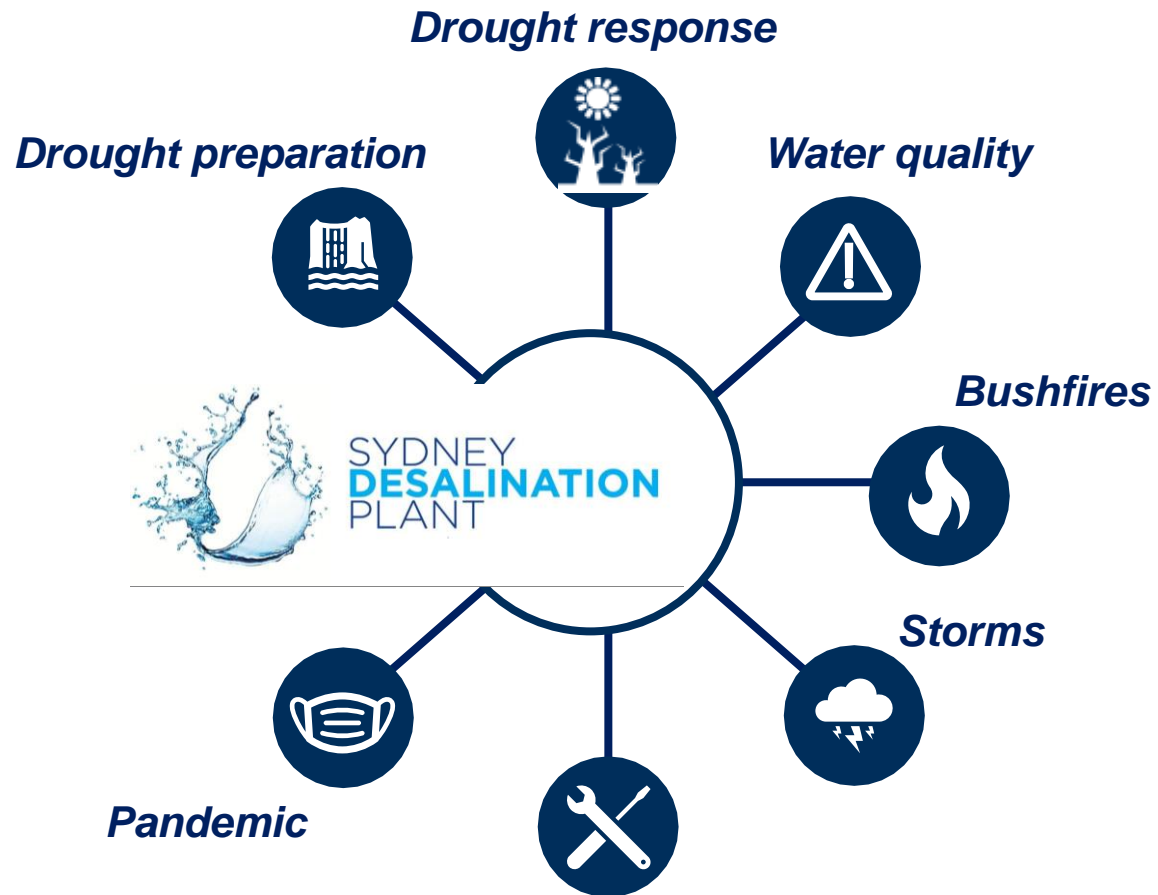 Drought response
Drought preparation
Water quality
Bushfires
SYDNEY
DESALINATION
PLANT
Storms
Pandemic